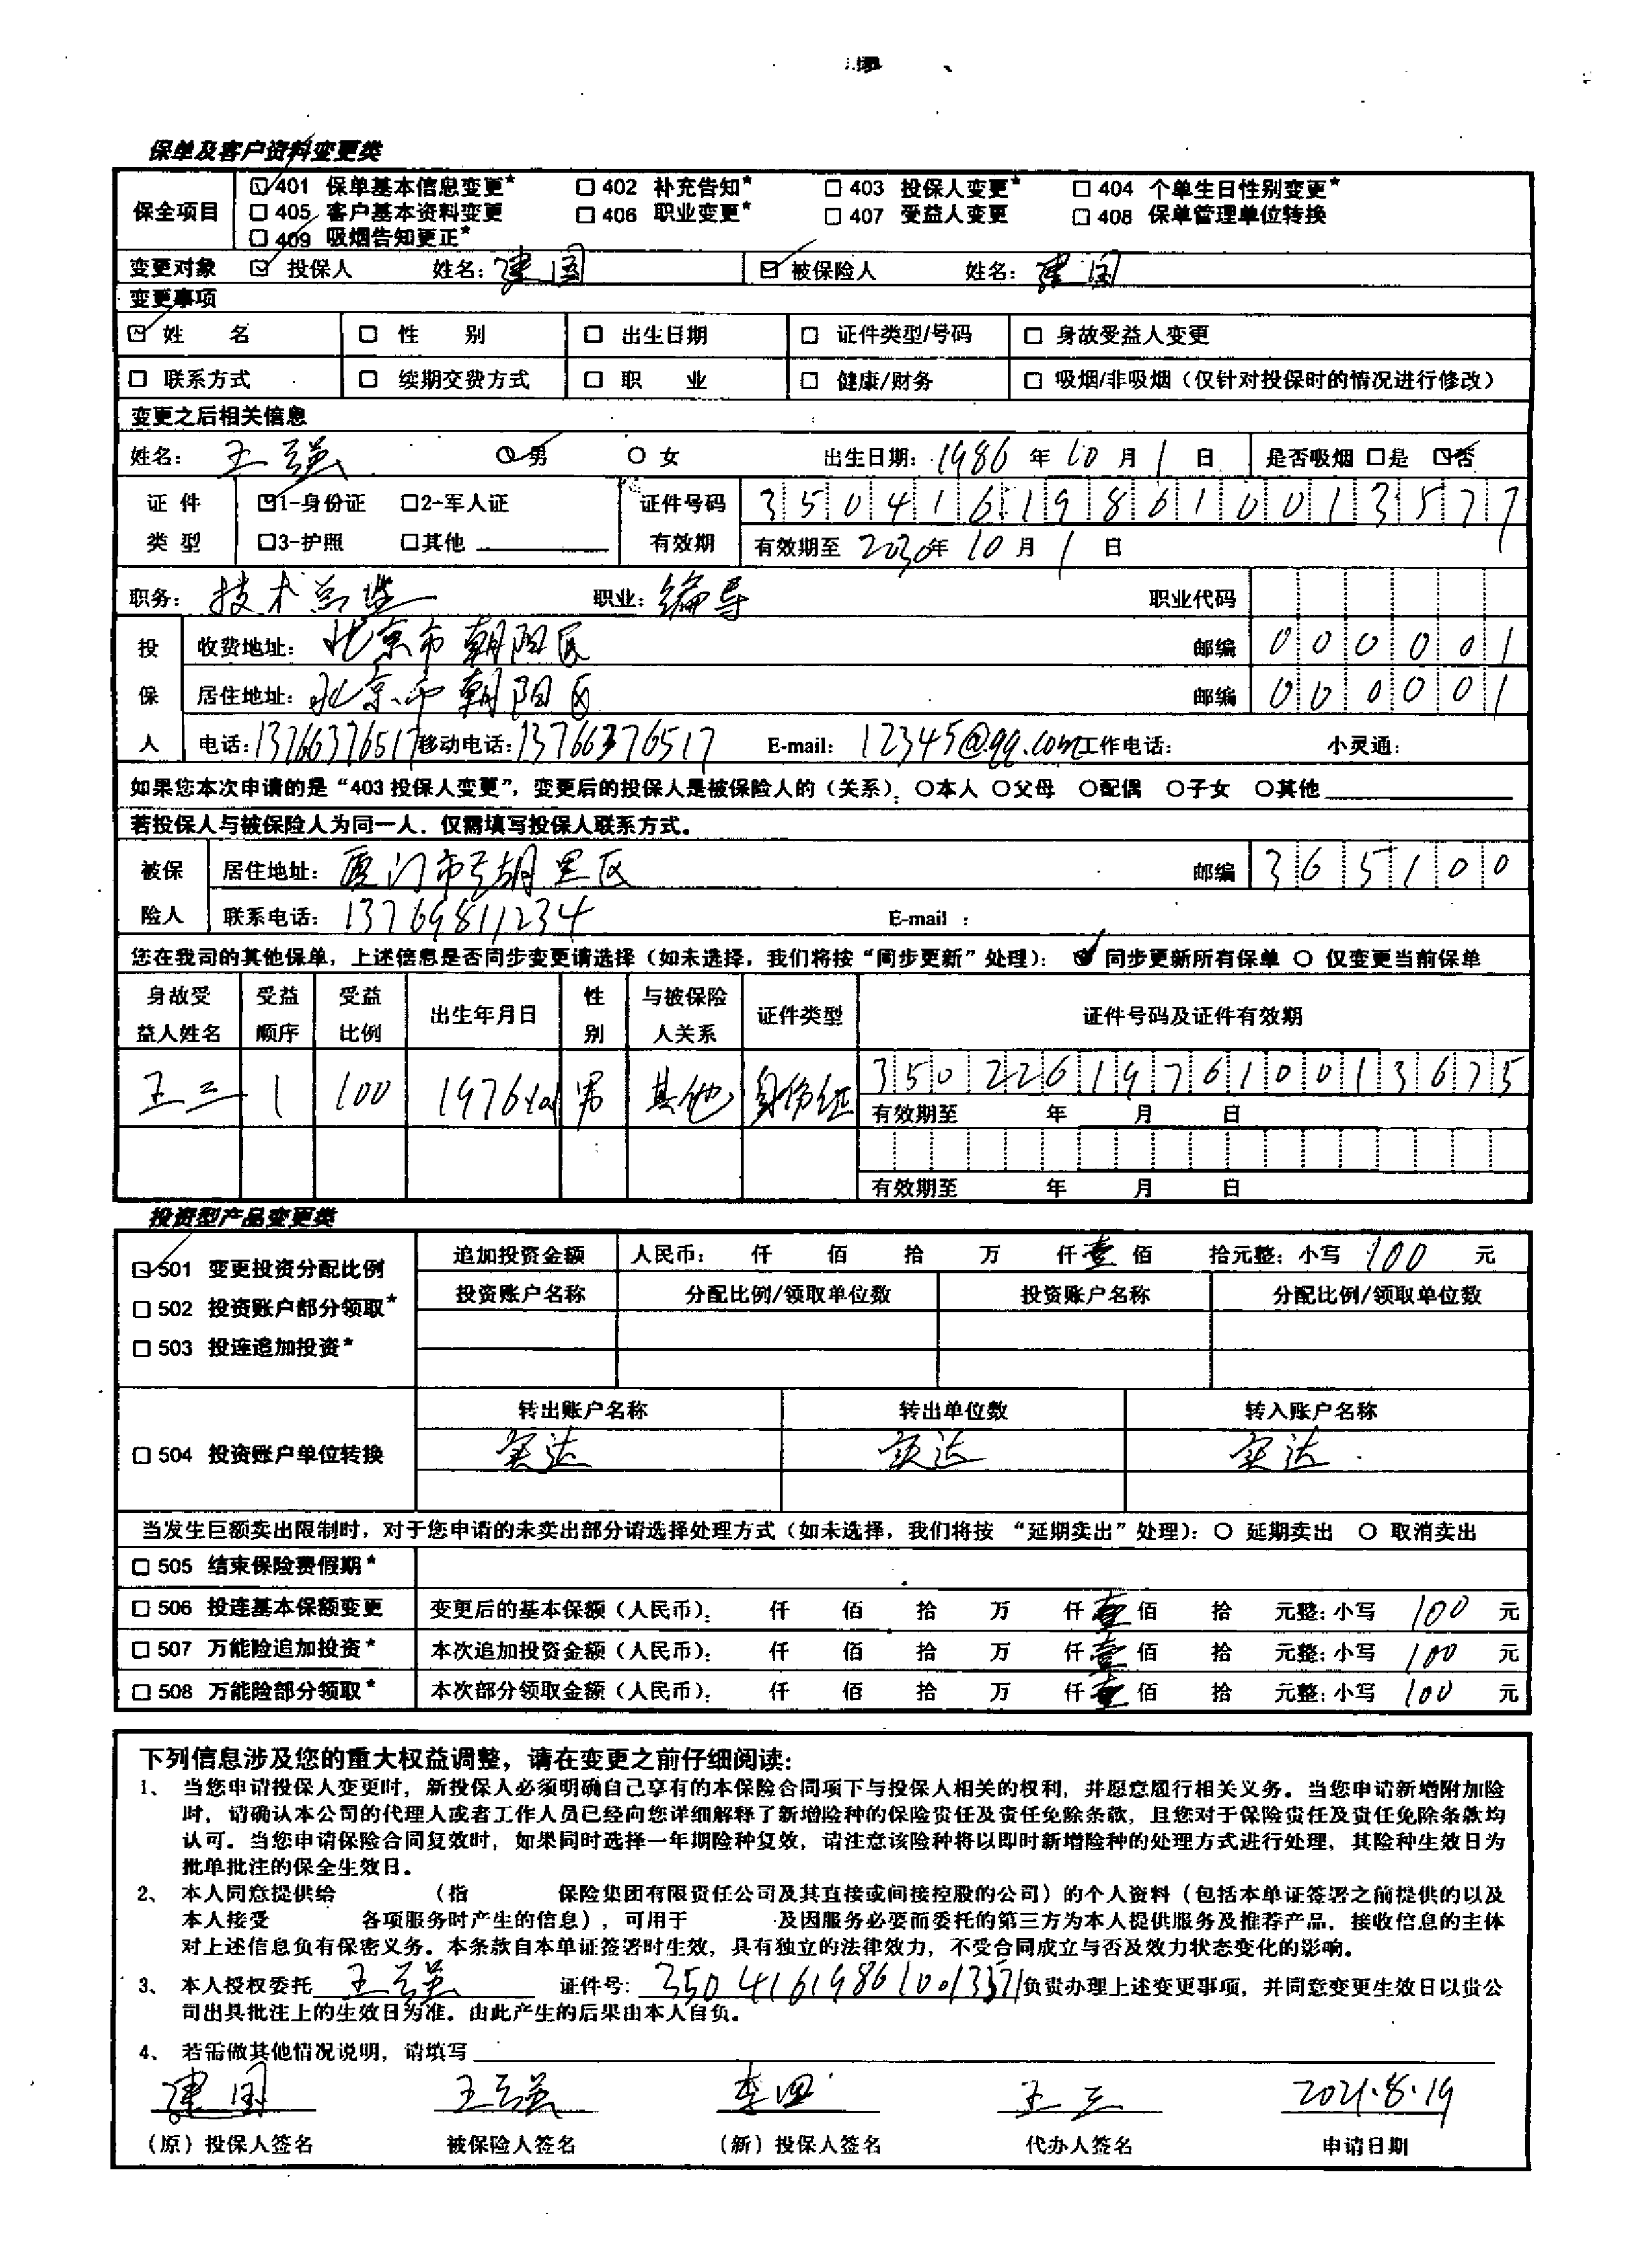 保单及客户资料变更类
保全项目 ☑401 保单基本信息变更* □402 补充告知* □403 投保人变更* □404 个单生日性别变更*
□405 客户基本资料变更 □406 职业变更* □407 受益人变更 □408 保单管理单位转换
□409 吸烟告知更正*
变更对象 ☑投保人 姓名：建国 ☑被保险人 姓名：建国
变更事项
☑姓 名 □性 别 □出生日期 □证件类型/号码 □身故受益人变更
□联系方式 □续期交费方式 □职 业 □健康/财务 □吸烟/非吸烟（仅针对投保时的情况进行修改）
变更之后相关信息
姓名：王 ☑男 ○女 出生日期：1986年10月1日 是否吸烟 □是 ☑否
证件 ☑1-身份证 □2-军人证 证件号码 350416198610013577
类型 □3-护照 □其他 有效期 有效期至 2030年10月1日
职务：技术总监 职业：编导 职业代码
投 收费地址：北京市朝阳区 邮编 000001
保 居住地址：北京市朝阳区 邮编 000001
人 电话：13766376517 移动电话：13766376517 E-mail：12345@qq.com 工作电话： 小灵通：
如果您本次申请的是“403 投保人变更”，变更后的投保人是被保险人的（关系）：○本人 ○父母 ○配偶 ○子女 ○其他
若投保人与被保险人为同一人，仅需填写投保人联系方式。
被保 居住地址：厦门市 里区 邮编 365100
险人 联系电话：13769811234 E-mail：
您在我司的其他保单，上述信息是否同步变更请选择（如未选择，我们将按“同步更新”处理）：☑同步更新所有保单 ○仅变更当前保单
身故受 受益 受益 出生年月日 性 与被保险 证件类型 证件号码及证件有效期
益人姓名 顺序 比例 别 人关系
王三 1 100 1976 男 其他 身份证 350226197610013675
有效期至 年 月 日
有效期至 年 月 日
投资型产品变更类
☑501 变更投资分配比例 追加投资金额 人民币： 仟 佰 拾 万 仟壹佰 拾元整：小写 100 元
□502 投资账户部分领取* 投资账户名称 分配比例/领取单位数 投资账户名称 分配比例/领取单位数
□503 投连追加投资*
转出账户名称 转出单位数 转入账户名称
□504 投资账户单位转换 实达 实达 实达
当发生巨额卖出限制时，对于您申请的未卖出部分请选择处理方式（如未选择，我们将按 “延期卖出” 处理）：○ 延期卖出 ○ 取消卖出
□505 结束保险费假期*
□506 投连基本保额变更 变更后的基本保额（人民币）： 仟 佰 拾 万 仟壹佰 拾 元整：小写 100 元
□507 万能险追加投资* 本次追加投资金额（人民币）： 仟 佰 拾 万 仟壹佰 拾 元整：小写 100 元
□508 万能险部分领取* 本次部分领取金额（人民币）： 仟 佰 拾 万 仟壹佰 拾 元整：小写 100 元
下列信息涉及您的重大权益调整，请在变更之前仔细阅读：
1、 当您申请投保人变更时，新投保人必须明确自己享有的本保险合同项下与投保人相关的权利，并愿意履行相关义务。当您申请新增附加险
时，请确认本公司的代理人或者工作人员已经向您详细解释了新增险种的保险责任及责任免除条款，且您对于保险责任及责任免除条款均
认可。当您申请保险合同复效时，如果同时选择一年期险种复效，请注意该险种将以即时新增险种的处理方式进行处理，其险种生效日为
批单批注的保全生效日。
2、 本人同意提供给 （指 保险集团有限责任公司及其直接或间接控股的公司）的个人资料（包括本单证签署之前提供的以及
本人接受 各项服务时产生的信息），可用于 及因服务必要而委托的第三方为本人提供服务及推荐产品，接收信息的主体
对上述信息负有保密义务。本条款自本单证签署时生效，具有独立的法律效力，不受合同成立与否及效力状态变化的影响。
3、 本人授权委托 王 证件号： 负责办理上述变更事项，并同意变更生效日以贵公
司出具批注上的生效日为准。由此产生的后果由本人自负。
4、 若需做其他情况说明，请填写
建国 王 李四 王三 2021.8.19
（原）投保人签名 被保险人签名 （新）投保人签名 代办人签名 申请日期